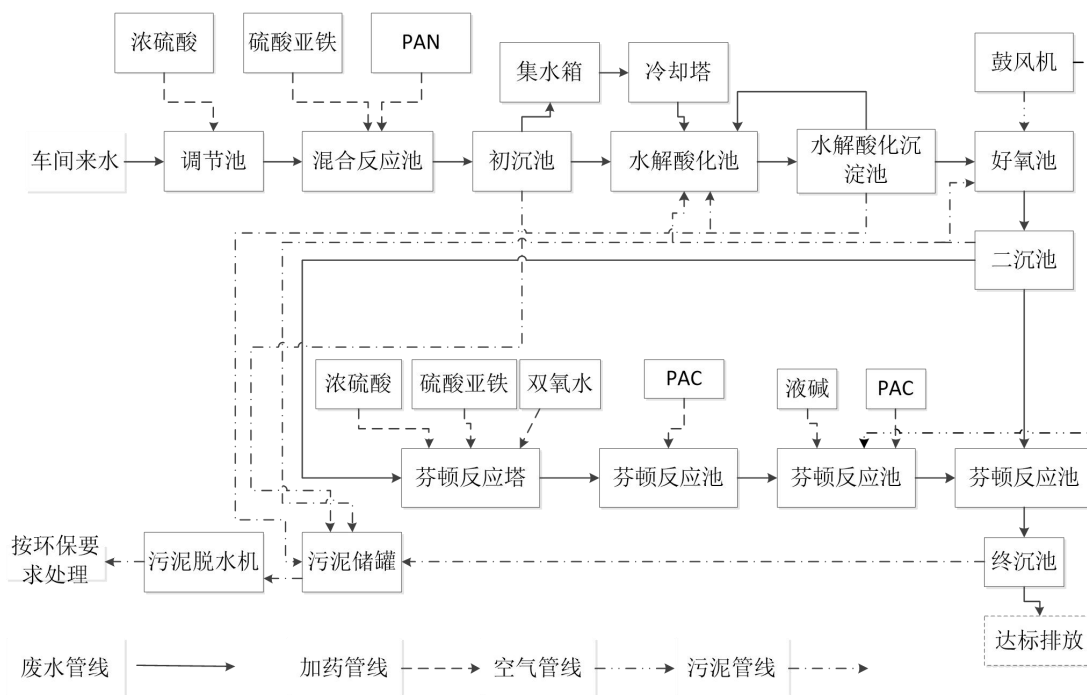 浓硫酸
硫酸亚铁
PAN
集水箱
冷却塔
鼓风机
车间来水
调节池
混合反应池
初沉池
水解酸化池
水解酸化沉
淀池
好氧池
二沉池
浓硫酸
硫酸亚铁
双氧水
PAC
液碱
PAC
芬顿反应塔
芬顿反应池
芬顿反应池
芬顿反应池
按环保要
求处理
污泥脱水机
污泥储罐
终沉池
达标排放
废水管线
加药管线
空气管线
污泥管线